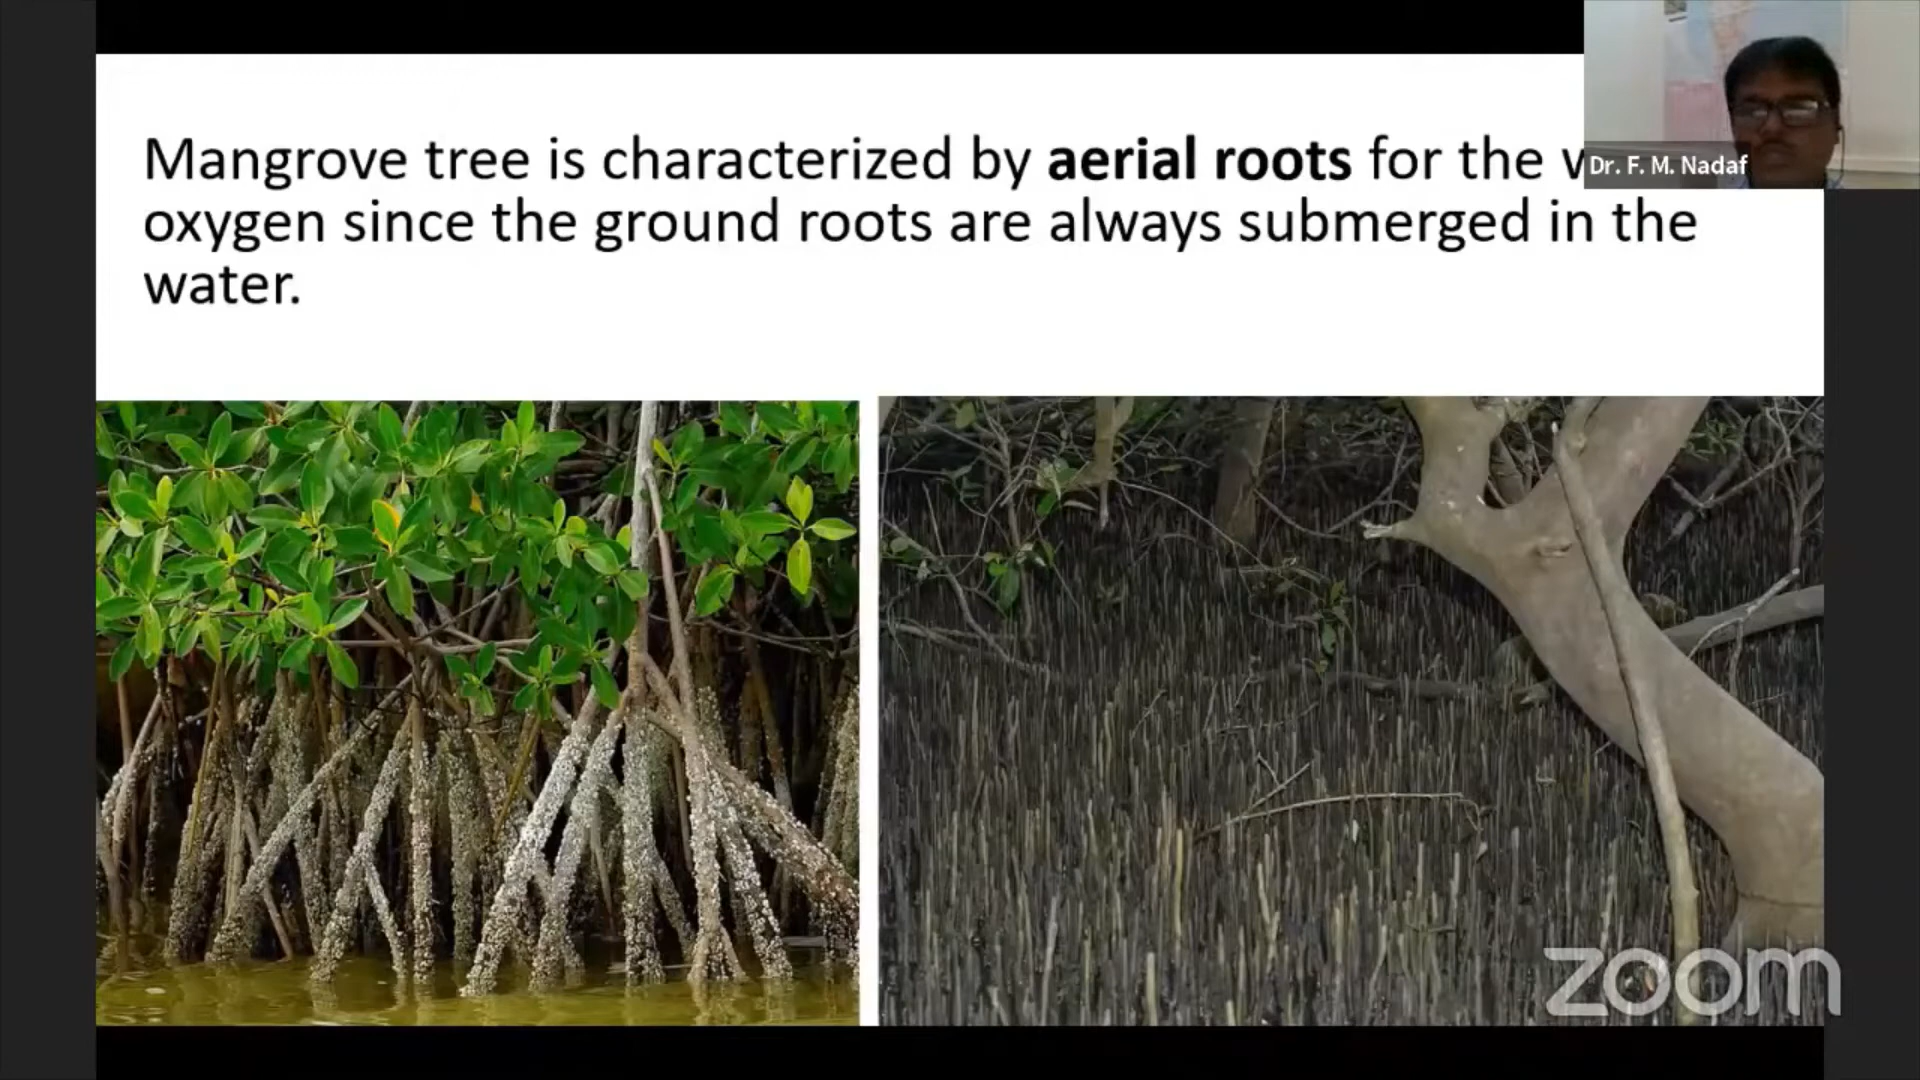 Mangrove tree is characterized by aerial roots for the
oxygen since the ground roots are always submerged in the
water.
Dr. F. M. Nadaf
zoom